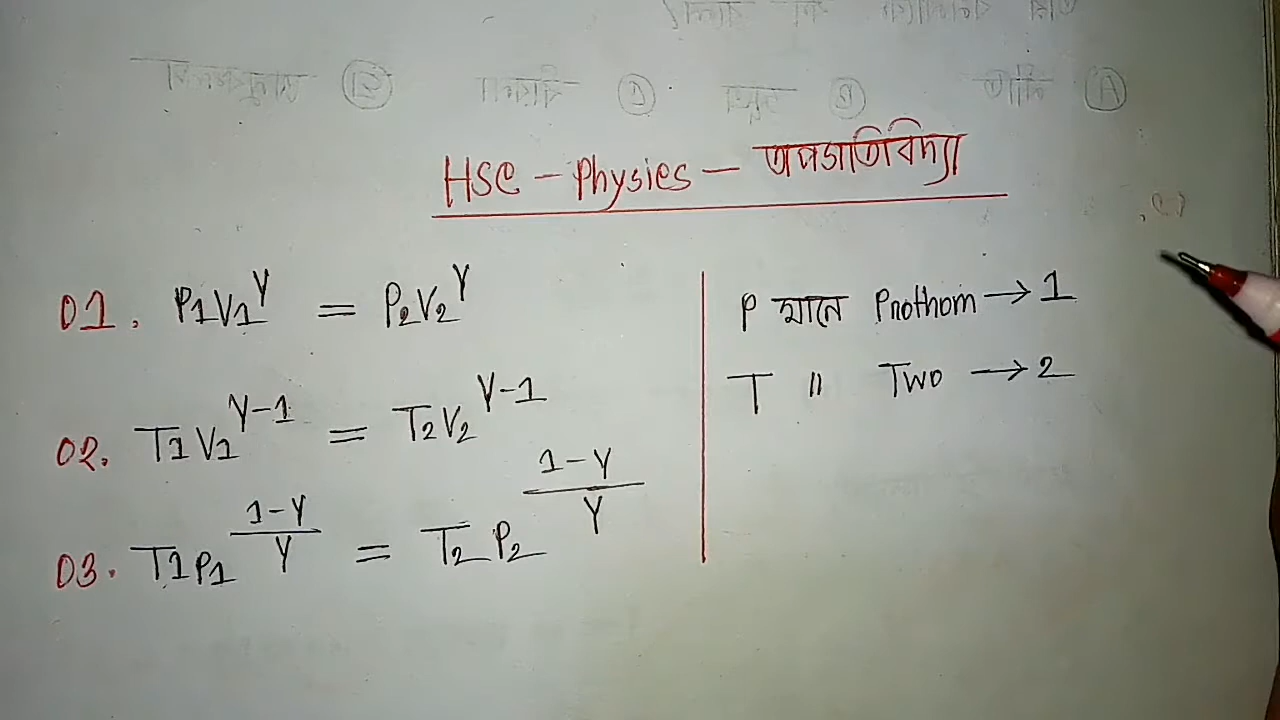 HSC – Physics – তাপগতিবিদ্যা
01. P₁V₁^γ = P₂V₂^γ
02. T₁V₁^γ-1 = T₂V₂^γ-1
03. T₁P₁^(1-γ)/γ = T₂P₂^(1-γ)/γ
P মানে Prothom → 1
T " Two → 2